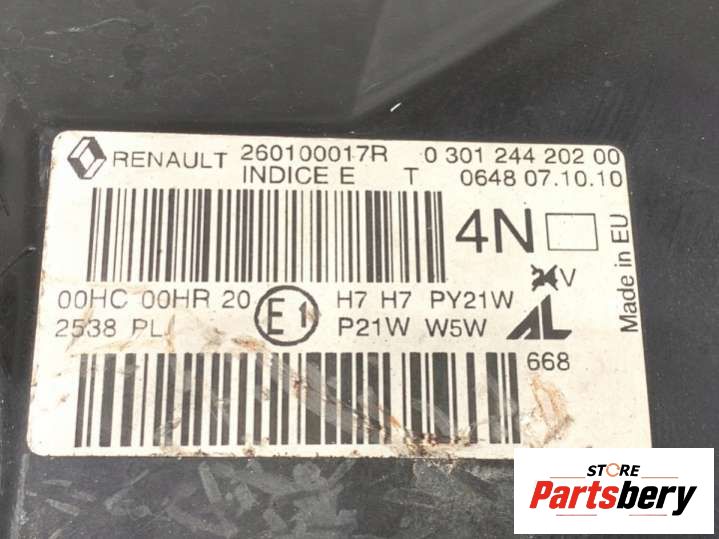 RENAULT 260100017R 0 301 244 202 00
INDICE E T 0648 07.10.10
4N
V
00HC 00HR 20 E1 H7 H7 PY21W
2538 PL P21W W5W AL
668
Made in EU
STORE
Partsbery